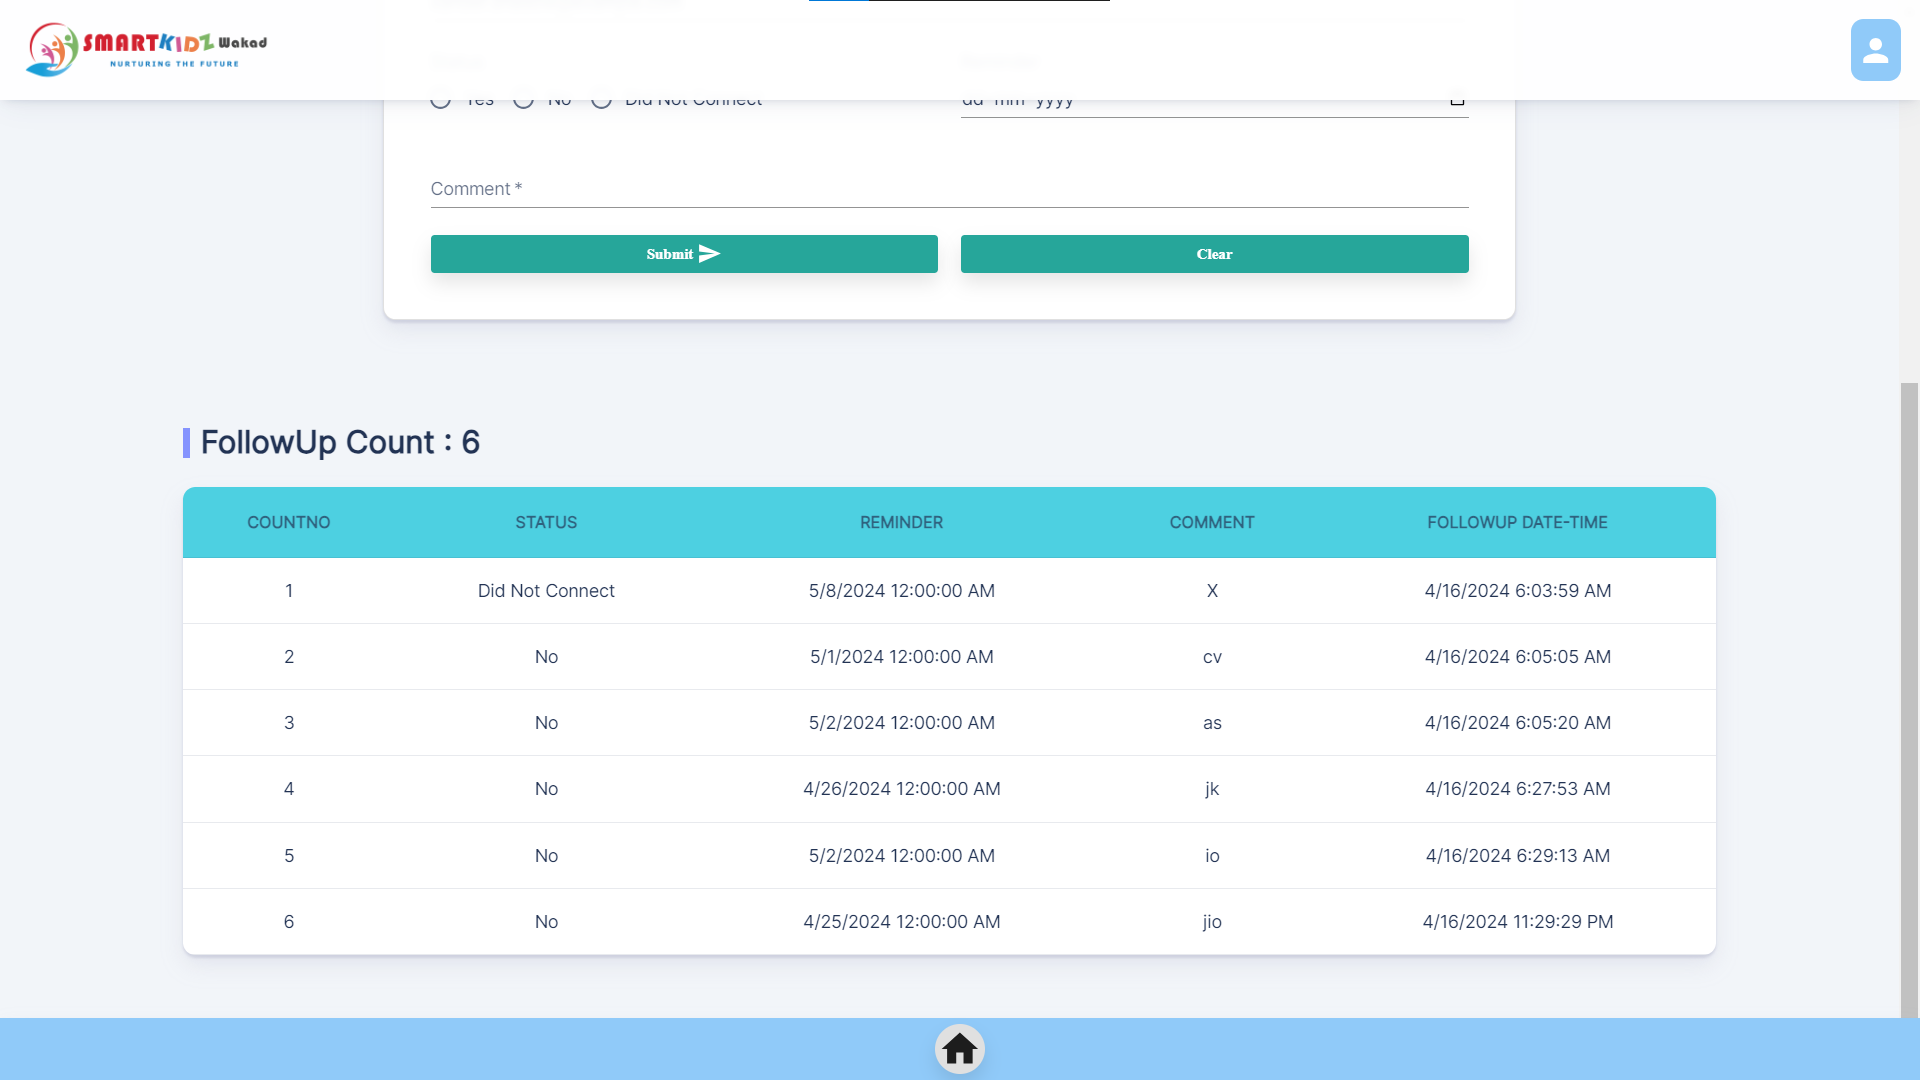 SMARTKIDZ Wakad
NURTURING THE FUTURE
Yes No Did Not Connect
dd mm yyyy
Comment *
Submit
Clear
FollowUp Count : 6
COUNTNO STATUS REMINDER COMMENT FOLLOWUP DATE-TIME
1 Did Not Connect 5/8/2024 12:00:00 AM X 4/16/2024 6:03:59 AM
2 No 5/1/2024 12:00:00 AM cv 4/16/2024 6:05:05 AM
3 No 5/2/2024 12:00:00 AM as 4/16/2024 6:05:20 AM
4 No 4/26/2024 12:00:00 AM jk 4/16/2024 6:27:53 AM
5 No 5/2/2024 12:00:00 AM io 4/16/2024 6:29:13 AM
6 No 4/25/2024 12:00:00 AM jio 4/16/2024 11:29:29 PM